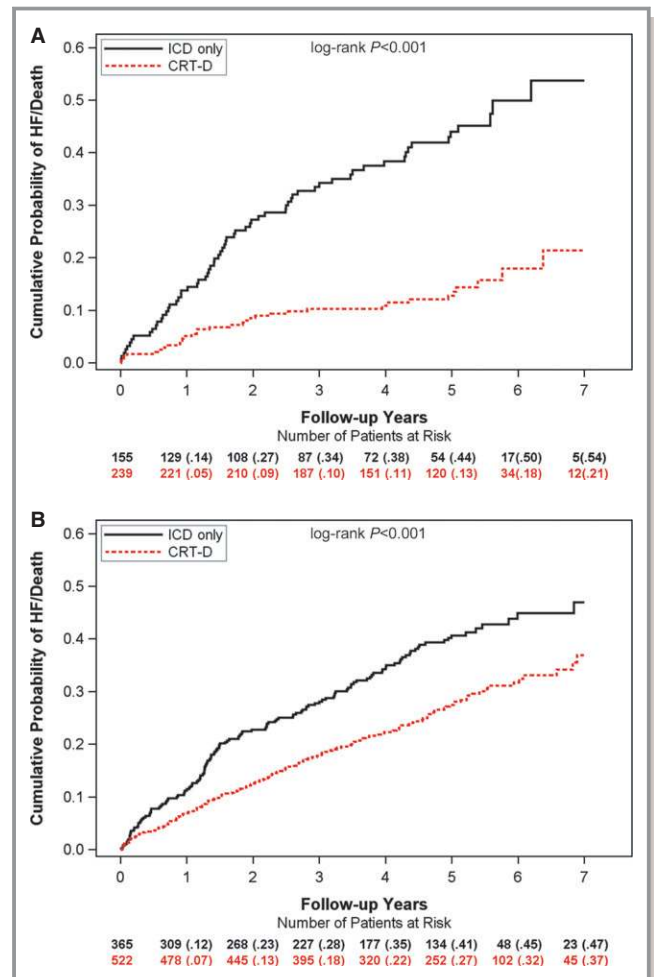 A
ICD only
CRT-D
log-rank P<0.001
Cumulative Probability of HF/Death
0.6
0.5
0.4
0.3
0.2
0.1
0.0
0 1 2 3 4 5 6 7
Follow-up Years
Number of Patients at Risk
155 129 (.14) 108 (.27) 87 (.34) 72 (.38) 54 (.44) 17(.50) 5(.54)
239 221 (.05) 210 (.09) 187 (.10) 151 (.11) 120 (.13) 34(.18) 12(.21)
B
ICD only
CRT-D
log-rank P<0.001
Cumulative Probability of HF/Death
0.6
0.5
0.4
0.3
0.2
0.1
0.0
0 1 2 3 4 5 6 7
Follow-up Years
Number of Patients at Risk
365 309 (.12) 268 (.23) 227 (.28) 177 (.35) 134 (.41) 48 (.45) 23 (.47)
522 478 (.07) 445 (.13) 395 (.18) 320 (.22) 252 (.27) 102 (.32) 45 (.37)